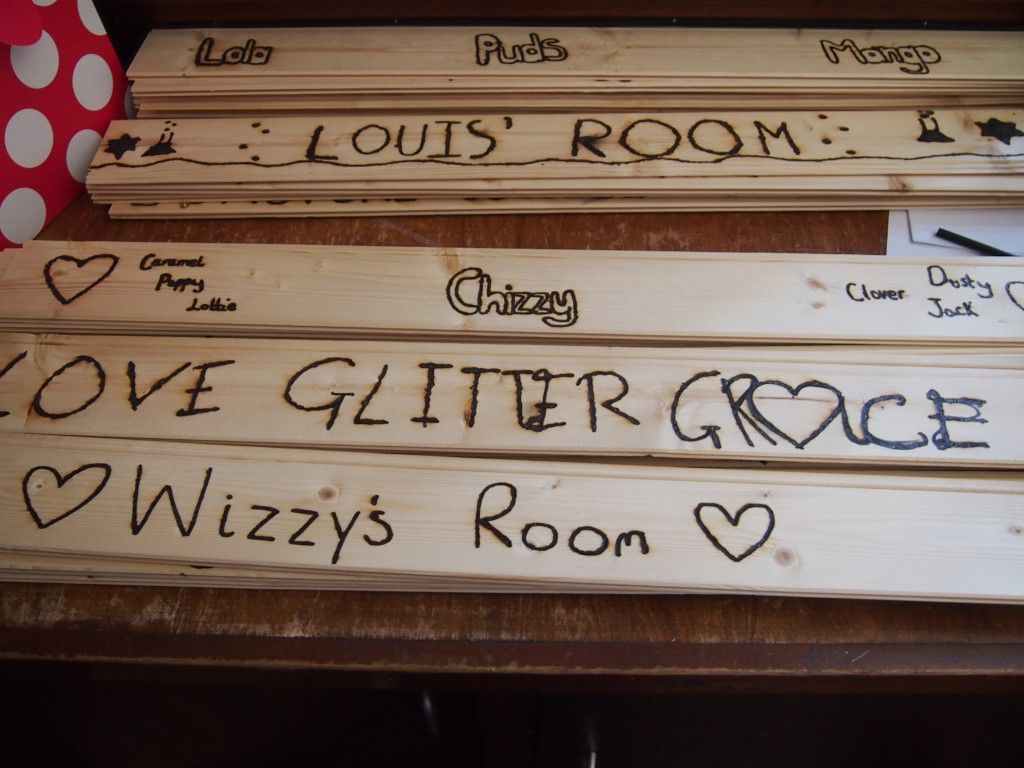 Lola Puds Mango
LOUIS' ROOM
Caramel
Poppy
Lottie
Chizzy
Clover
Dusty
Jack
LOVE GLITTER GRACE
Wizzy's Room